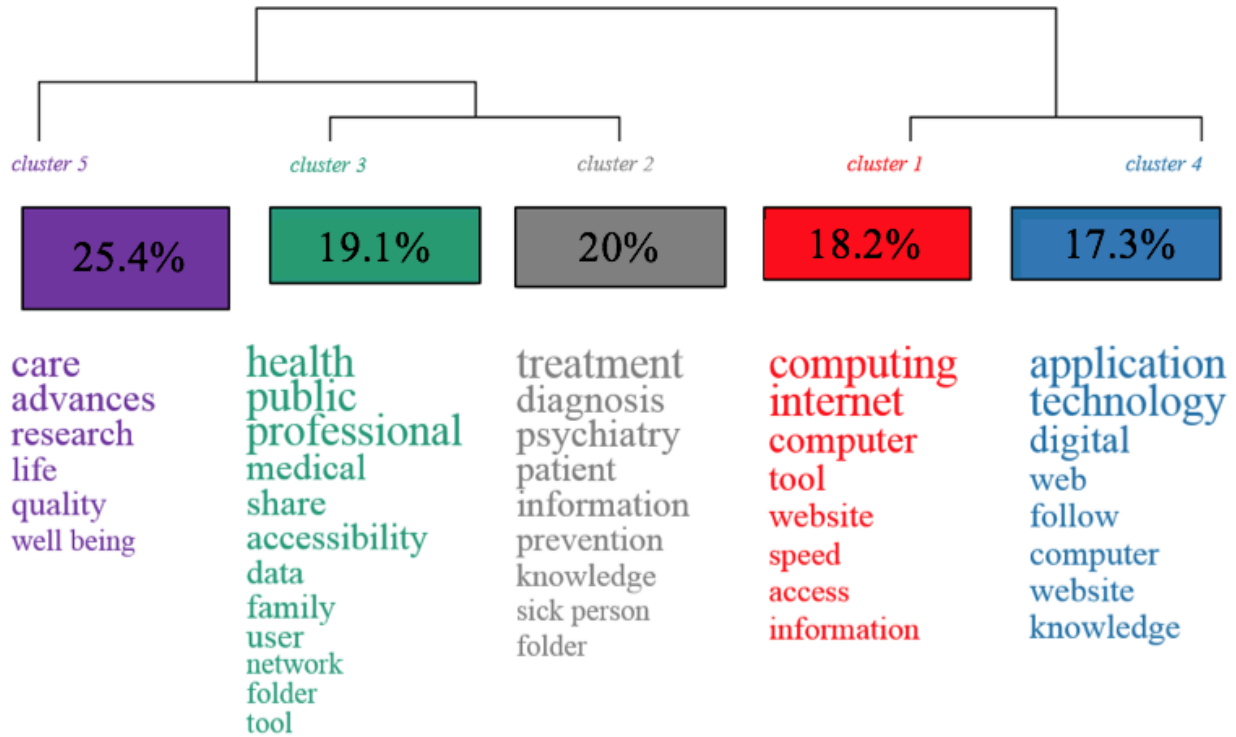 cluster 5
cluster 3
cluster 2
cluster 1
cluster 4
25.4%
19.1%
20%
18.2%
17.3%
care
advances
research
life
quality
well being
health
public
professional
medical
share
accessibility
data
family
user
network
folder
tool
treatment
diagnosis
psychiatry
patient
information
prevention
knowledge
sick person
folder
computing
internet
computer
tool
website
speed
access
information
application
technology
digital
web
follow
computer
website
knowledge